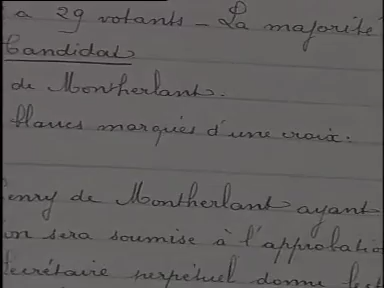 a 29 votants - La majorité
Candidat
de Montherlant.
blancs marqués d'une croix:
enry de Montherlant ayant
on sera soumise à l'approbatio
ecrétaire perpétuel donne lect